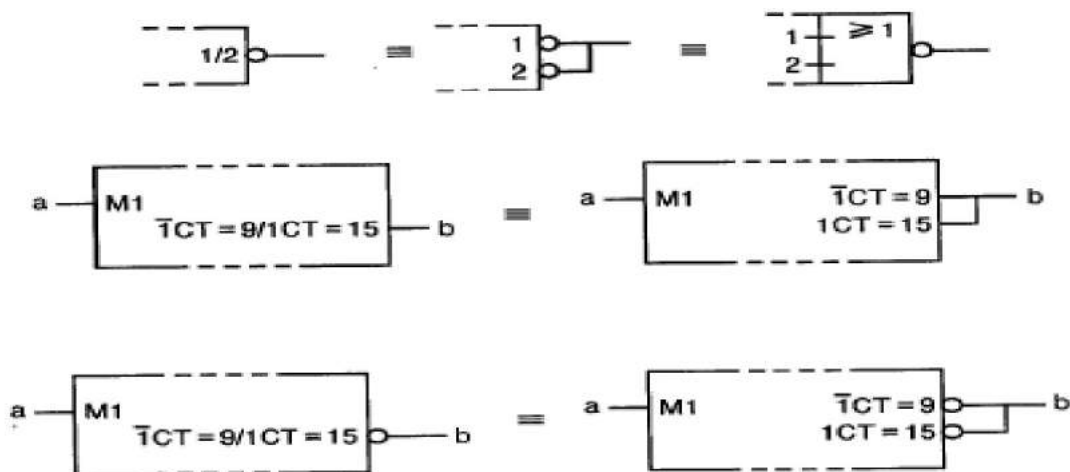 1/2 ≡ 1 ≡ 1 ≥ 1
2 2
a M1 ≡ a M1 1̅CT = 9 b
1̅CT = 9/1CT = 15 b 1CT = 15
a M1 = a M1 1̅CT = 9 b
1̅CT = 9/1CT = 15 b 1CT = 15